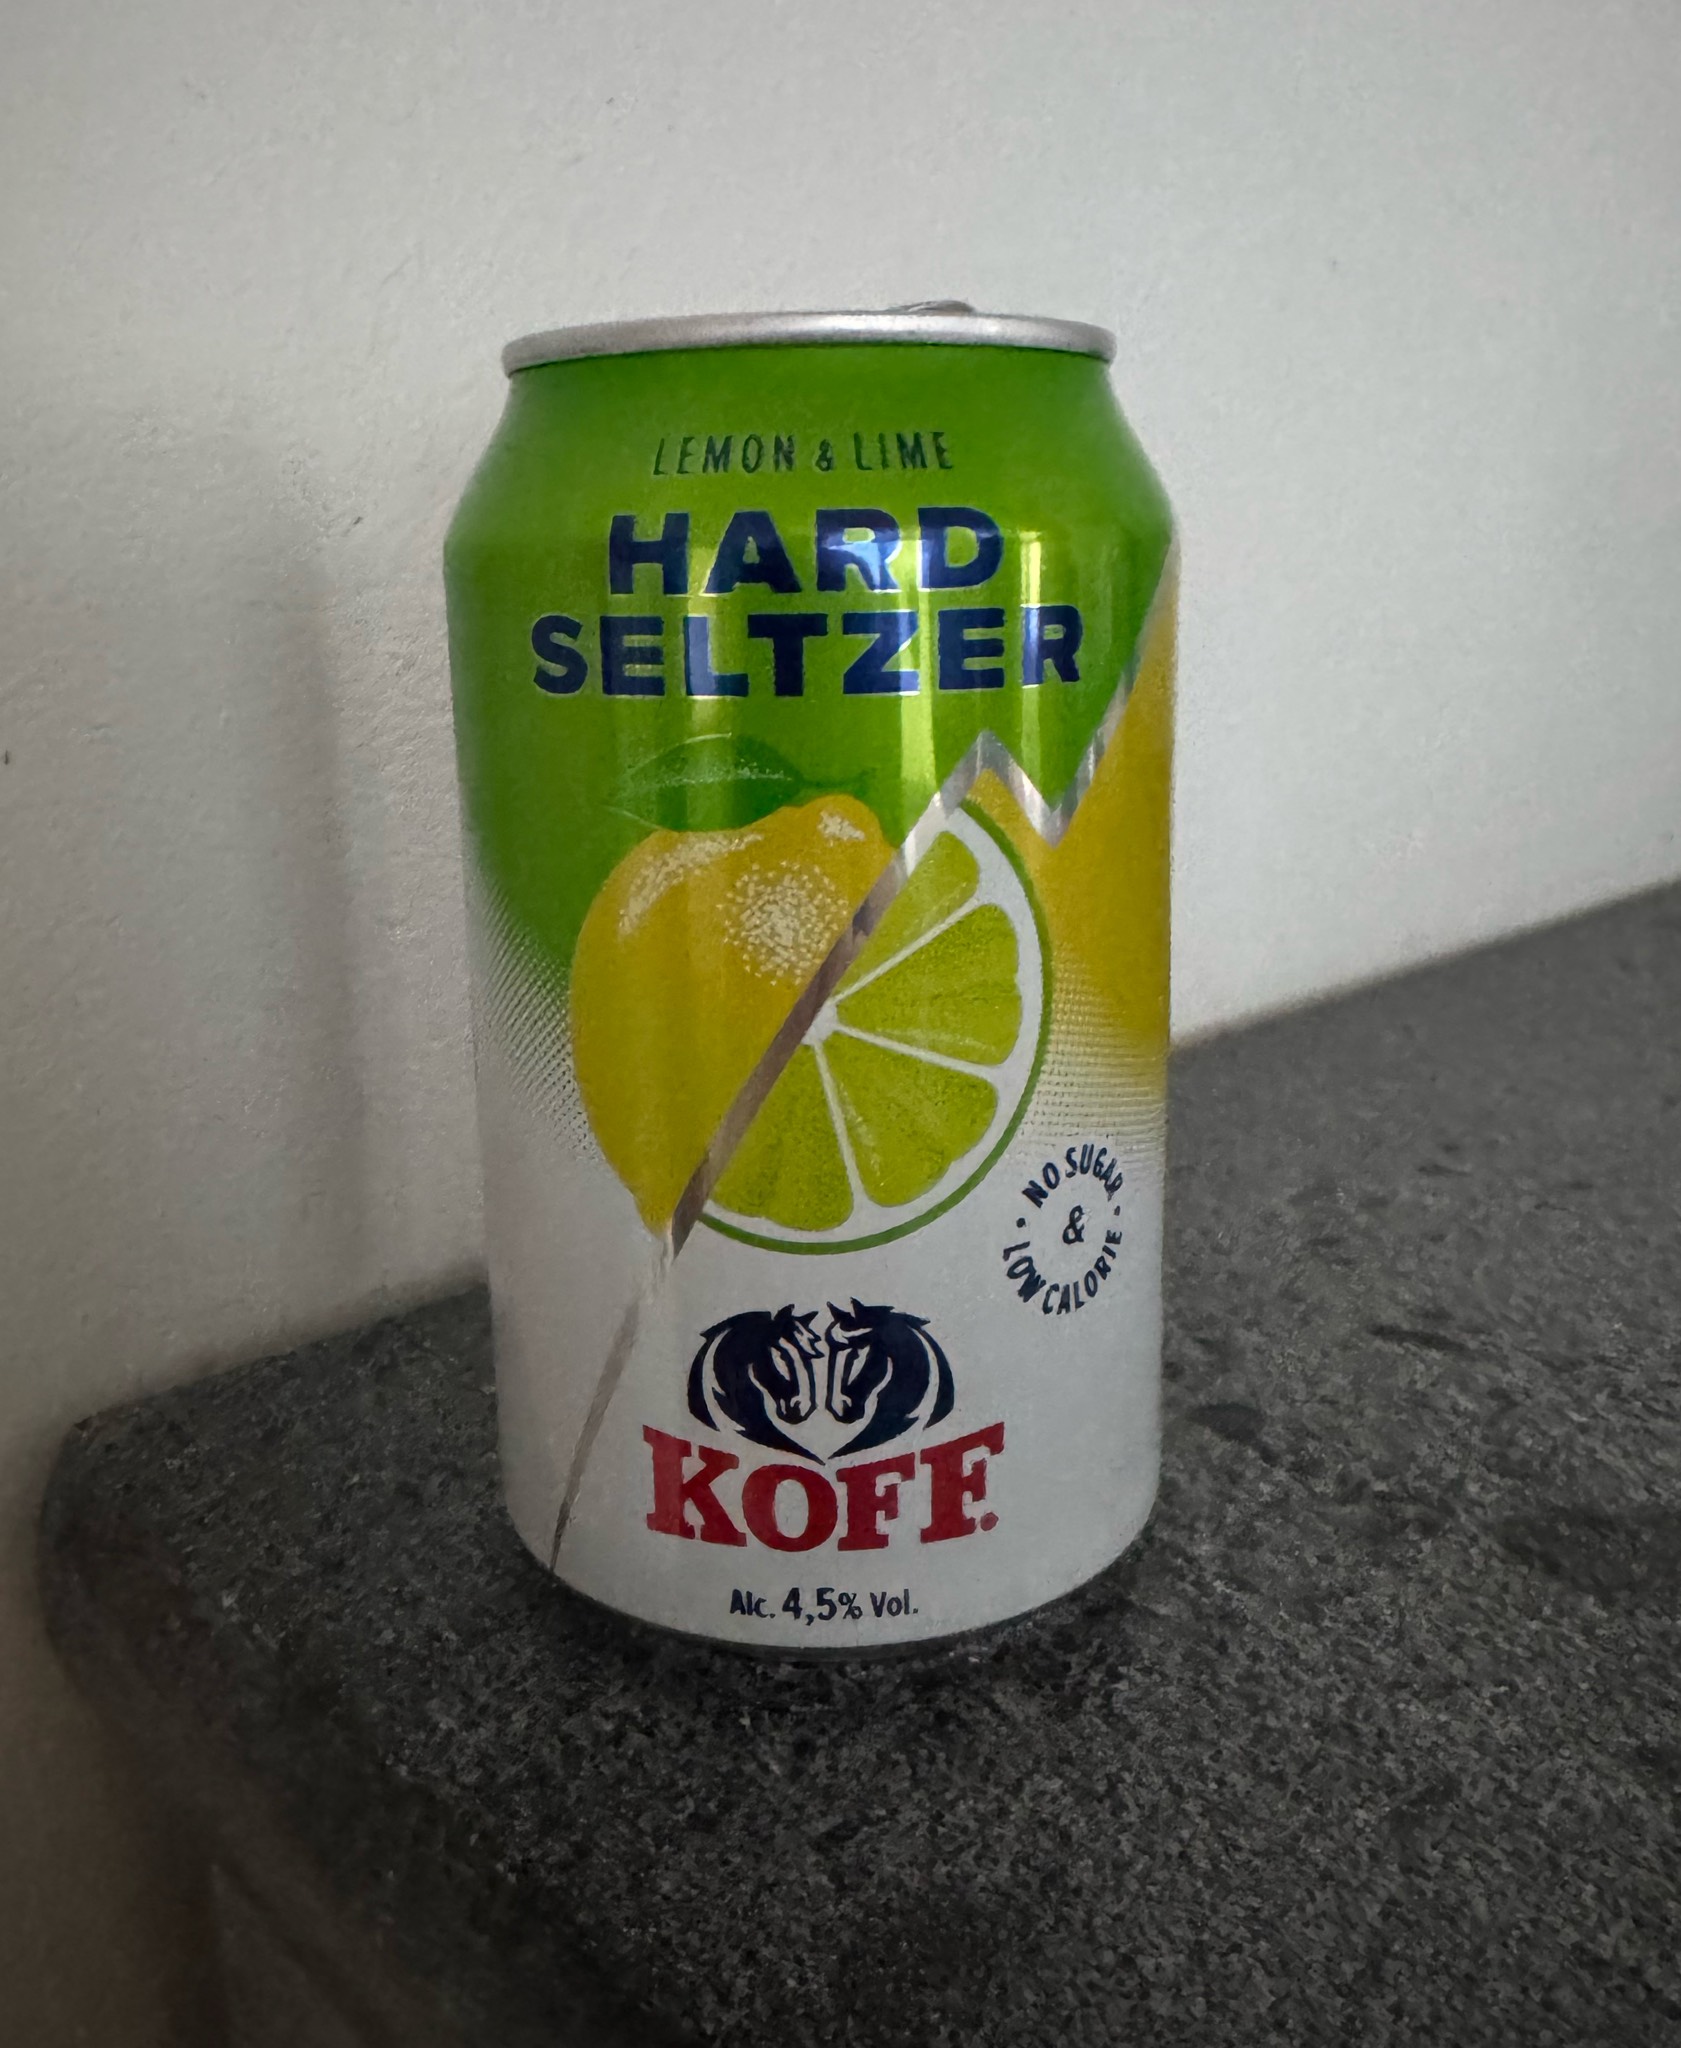 LEMON & LIME
HARD
SELTZER
NO SUGAR
&
LOW CALORIE
KOFF.
Alc. 4,5% Vol.